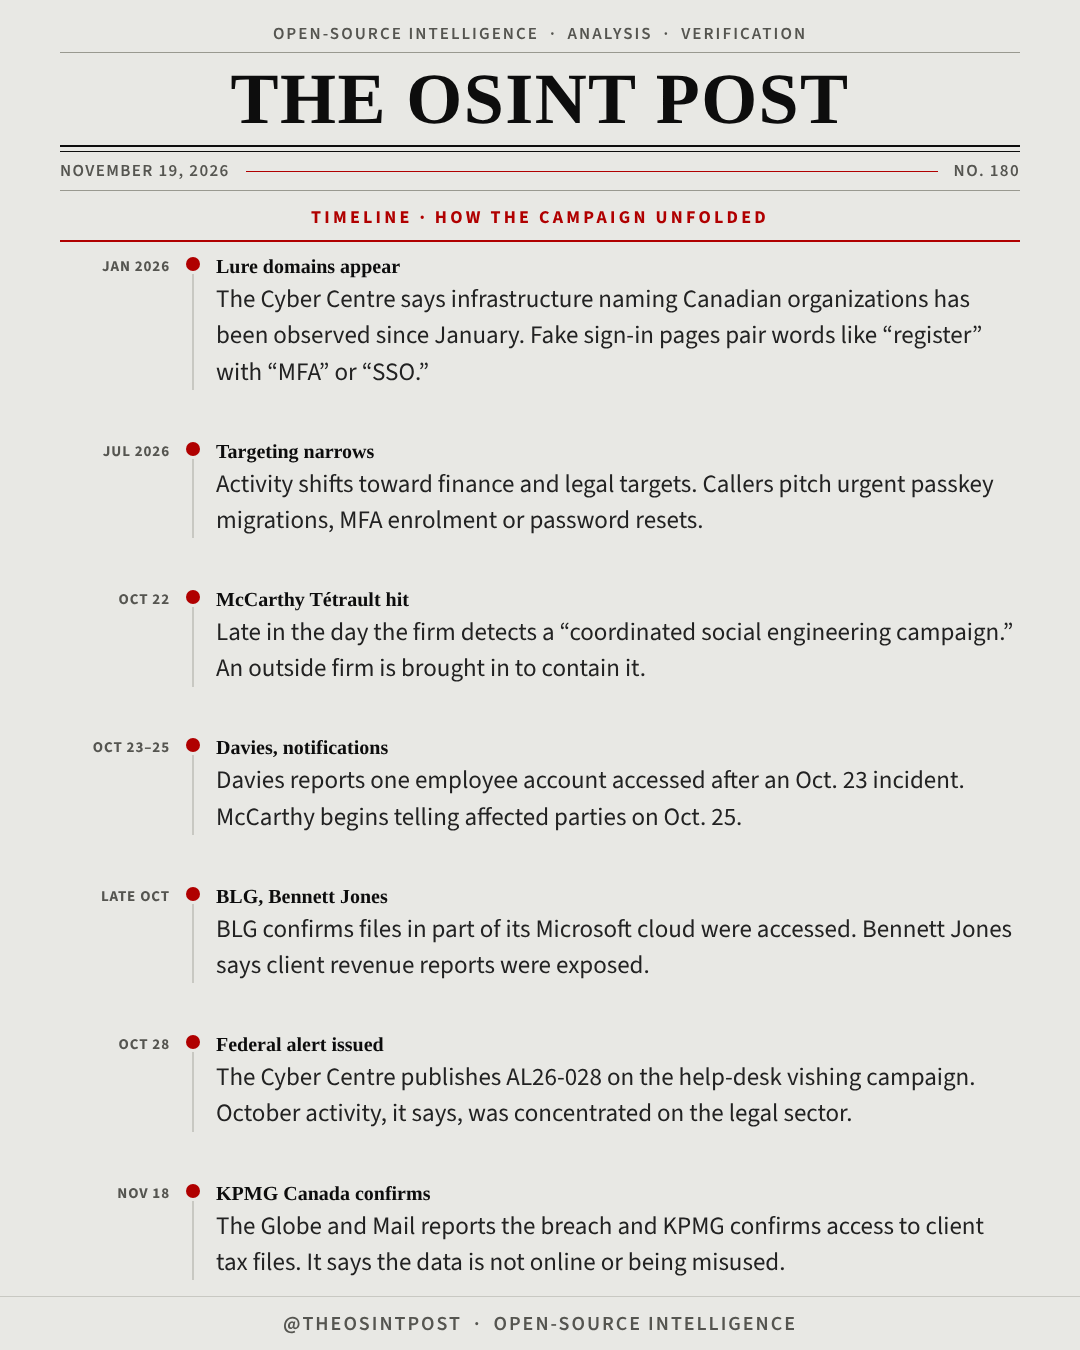 OPEN-SOURCE INTELLIGENCE · ANALYSIS · VERIFICATION
THE OSINT POST
NOVEMBER 19, 2026 NO. 180
TIMELINE · HOW THE CAMPAIGN UNFOLDED
JAN 2026 Lure domains appear
The Cyber Centre says infrastructure naming Canadian organizations has
been observed since January. Fake sign-in pages pair words like “register”
with “MFA” or “SSO.”
JUL 2026 Targeting narrows
Activity shifts toward finance and legal targets. Callers pitch urgent passkey
migrations, MFA enrolment or password resets.
OCT 22 McCarthy Tétrault hit
Late in the day the firm detects a “coordinated social engineering campaign.”
An outside firm is brought in to contain it.
OCT 23–25 Davies, notifications
Davies reports one employee account accessed after an Oct. 23 incident.
McCarthy begins telling affected parties on Oct. 25.
LATE OCT BLG, Bennett Jones
BLG confirms files in part of its Microsoft cloud were accessed. Bennett Jones
says client revenue reports were exposed.
OCT 28 Federal alert issued
The Cyber Centre publishes AL26-028 on the help-desk vishing campaign.
October activity, it says, was concentrated on the legal sector.
NOV 18 KPMG Canada confirms
The Globe and Mail reports the breach and KPMG confirms access to client
tax files. It says the data is not online or being misused.
@THEOSINTPOST · OPEN-SOURCE INTELLIGENCE